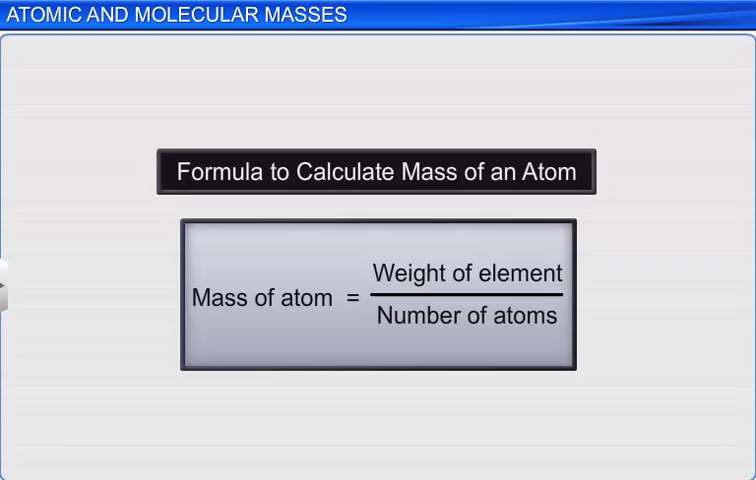 ATOMIC AND MOLECULAR MASSES
Formula to Calculate Mass of an Atom
Mass of atom = Weight of element
Number of atoms